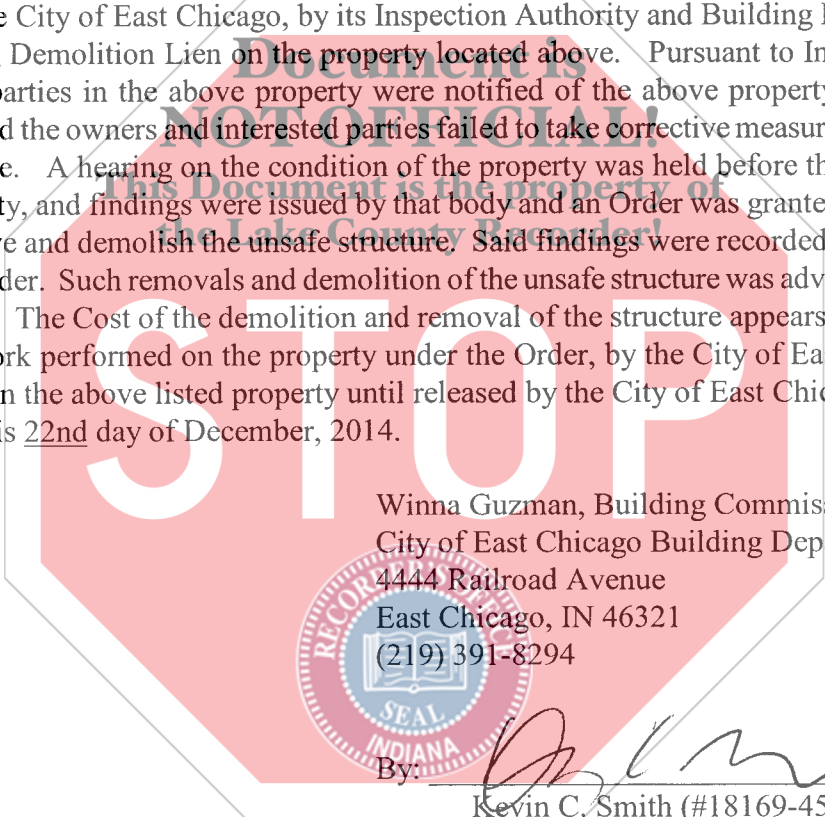 e City of East Chicago, by its Inspection Authority and Building
Demolition Lien on the property located above. Pursuant to In
parties in the above property were notified of the above property
d the owners and interested parties failed to take corrective measur
e. A hearing on the condition of the property was held before th
ty, and findings were issued by that body and an Order was grante
ve and demolish the unsafe structure. Said findings were recorded
der. Such removals and demolition of the unsafe structure was adv
The Cost of the demolition and removal of the structure appears
ork performed on the property under the Order, by the City of Ea
n the above listed property until released by the City of East Chic
is 22nd day of December, 2014.
Document is
NOT OFFICIAL!
This Document is the property of
the Lake County Recorder!
STOP
Winna Guzman, Building Commis
City of East Chicago Building Dep
4444 Railroad Avenue
East Chicago, IN 46321
(219) 391-8294
SEAL
INDIANA
By:
Kevin C. Smith (#18169-45